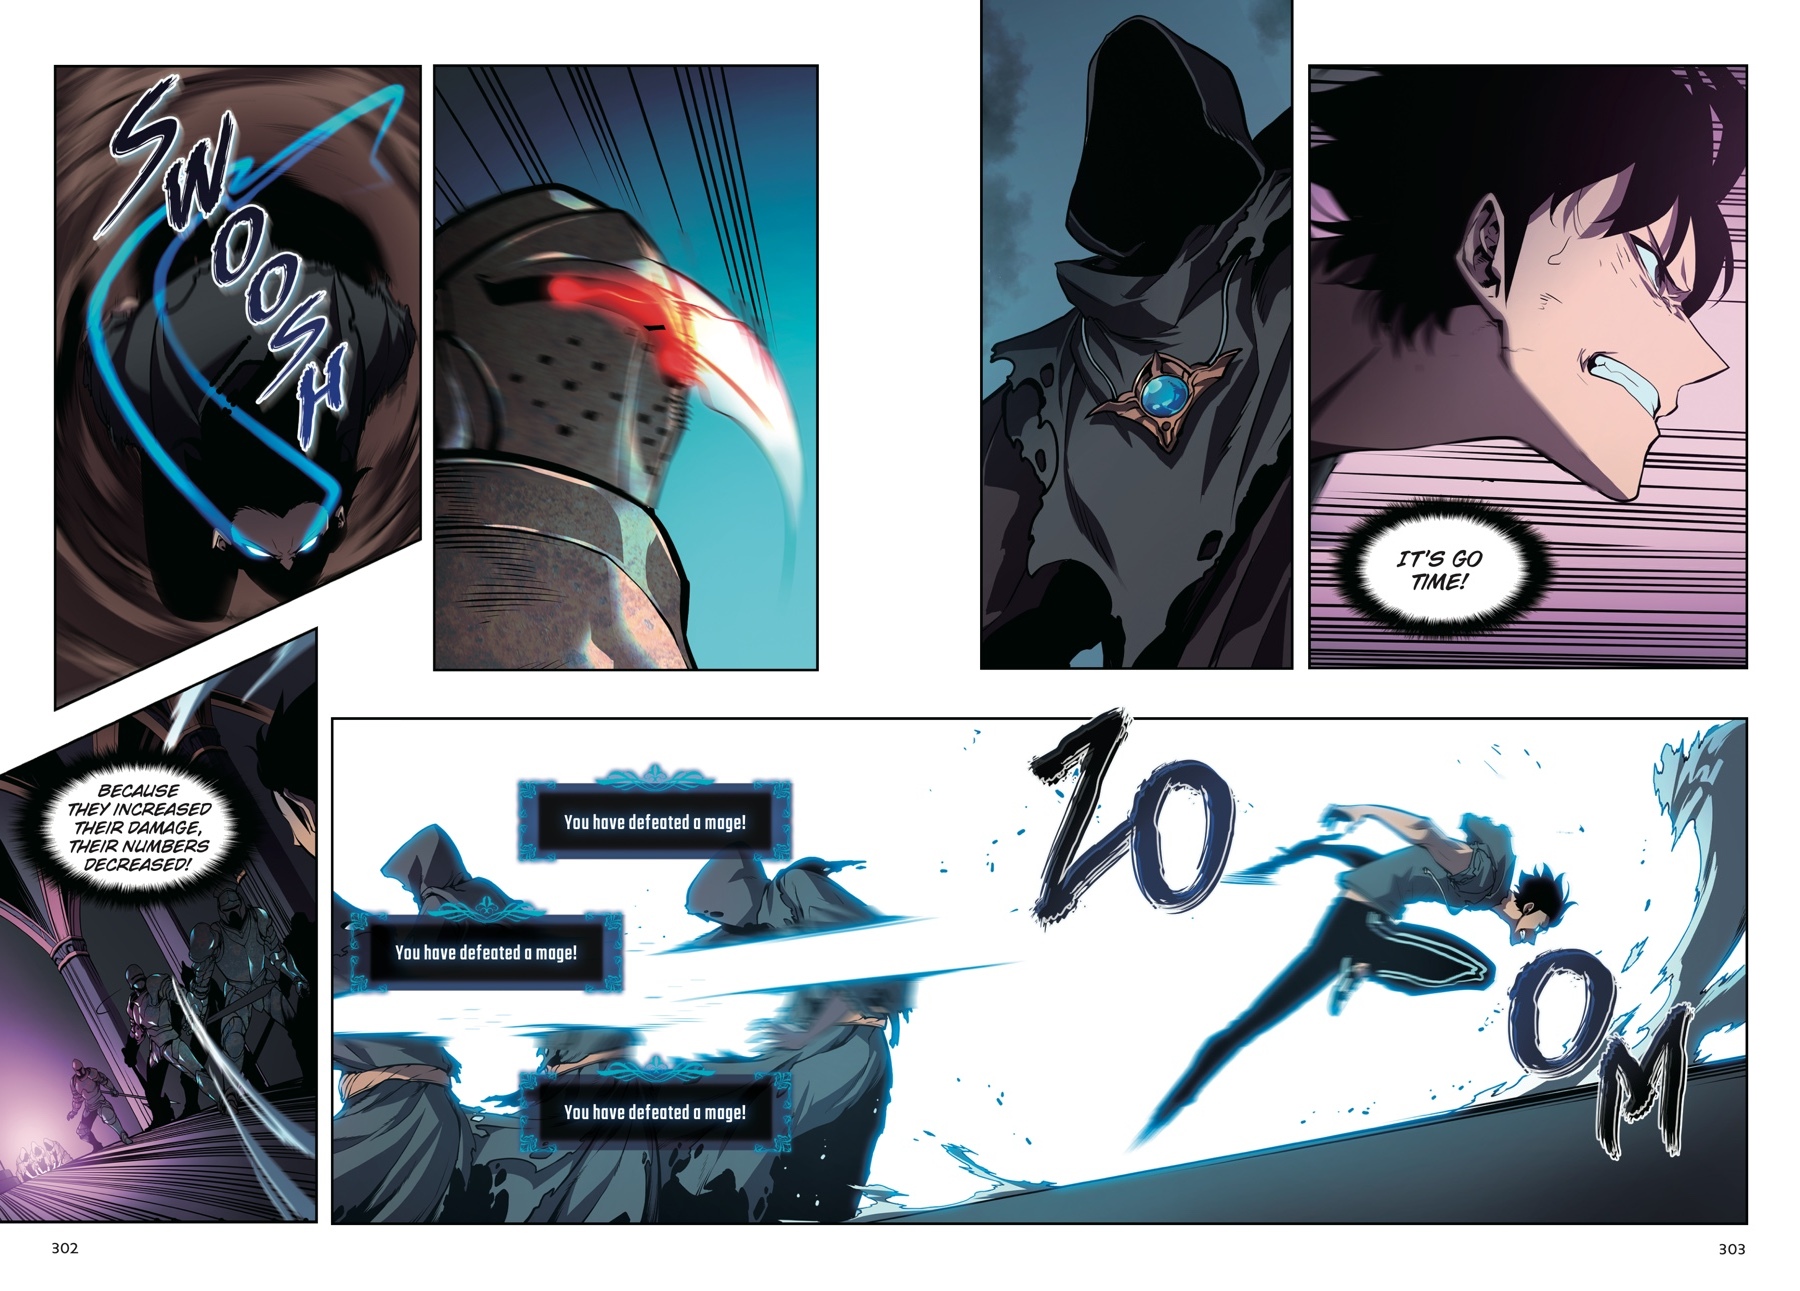 SWOOSH
BECAUSE
THEY INCREASED
THEIR DAMAGE,
THEIR NUMBERS
DECREASED!
IT'S GO
TIME!
You have defeated a mage!
You have defeated a mage!
You have defeated a mage!
ZOOM
302
303